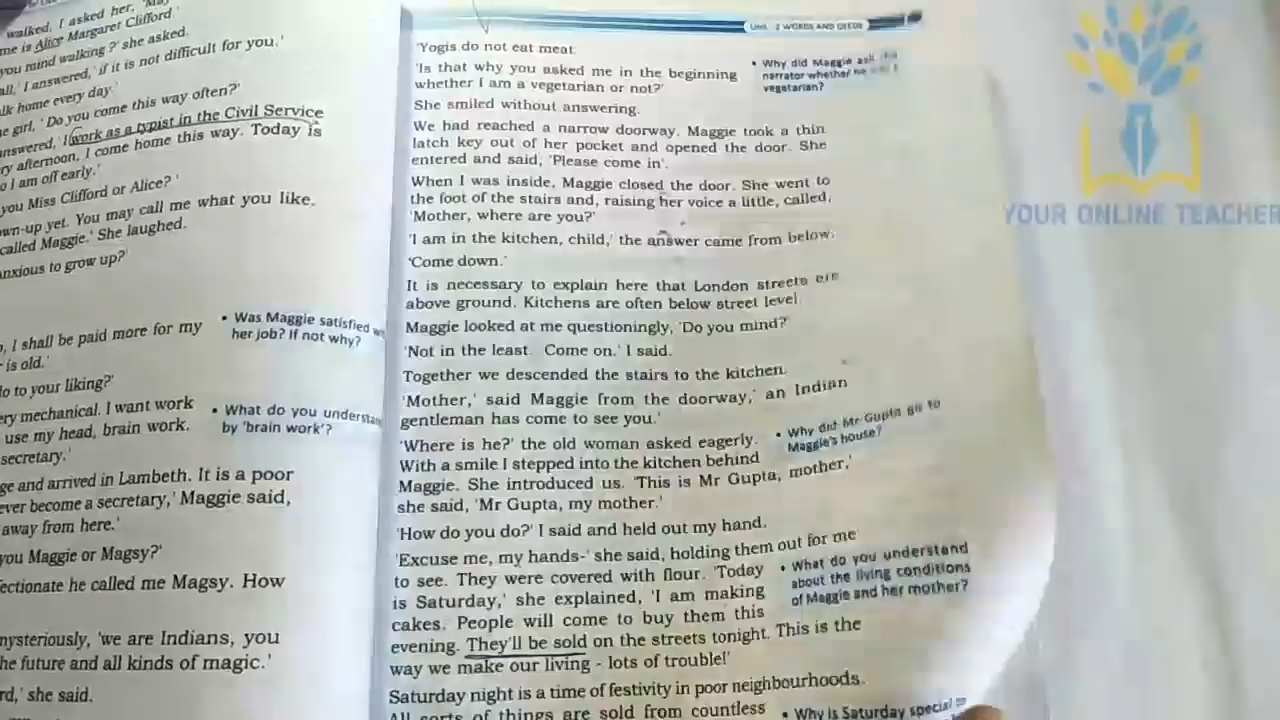 walked, I asked her,
me is Alice Margaret Clifford.'
you mind walking?' she asked.
all,' I answered,' if it is not difficult for you.'
alk home every day.'
e girl, ' Do you come this way often?'
answered, 'I work as a typist in the Civil Service
ry afternoon, I come home this way. Today is
o I am off early.'
you Miss Clifford or Alice? '
own-up yet. You may call me what you like.
called Maggie.' She laughed.
anxious to grow up?'
, I shall be paid more for my
is old.'
• Was Maggie satisfied
her job? If not why?
lo to your liking?'
ery mechanical. I want work
use my head, brain work.
secretary.'
• What do you understan
by 'brain work'?
ge and arrived in Lambeth. It is a poor
ever become a secretary,' Maggie said,
away from here.'
you Maggie or Magsy?'
fectionate he called me Magsy. How
mysteriously, 'we are Indians, you
he future and all kinds of magic.'
rd,' she said.
Unit - 2 WORDS AND DEEDS
'Yogis do not eat meat.
'Is that why you asked me in the beginning
whether I am a vegetarian or not?'
• Why did Maggie ask
narrator whether he
vegetarian?
She smiled without answering.
We had reached a narrow doorway. Maggie took a thin
latch key out of her pocket and opened the door. She
entered and said, 'Please come in'.
When I was inside, Maggie closed the door. She went to
the foot of the stairs and, raising her voice a little, called,
'Mother, where are you?'
'I am in the kitchen, child,' the answer came from below.
'Come down.'
It is necessary to explain here that London streets are
above ground. Kitchens are often below street level
Maggie looked at me questioningly, 'Do you mind?'
'Not in the least. Come on.' I said.
Together we descended the stairs to the kitchen.
'Mother,' said Maggie from the doorway,' an Indian
gentleman has come to see you.'
'Where is he?' the old woman asked eagerly.
With a smile I stepped into the kitchen behind
Maggie. She introduced us. 'This is Mr Gupta, mother,'
she said, 'Mr Gupta, my mother.'
• Why did Mr Gupta go to
Maggie's house?
'How do you do?' I said and held out my hand.
'Excuse me, my hands-' she said, holding them out for me
to see. They were covered with flour. 'Today
is Saturday,' she explained, 'I am making
cakes. People will come to buy them this
evening. They'll be sold on the streets tonight. This is the
way we make our living - lots of trouble!'
• What do you understand
about the living conditions
of Maggie and her mother?
Saturday night is a time of festivity in poor neighbourhoods.
All sorts of things are sold from countless
• Why is Saturday special
YOUR ONLINE TEACHER